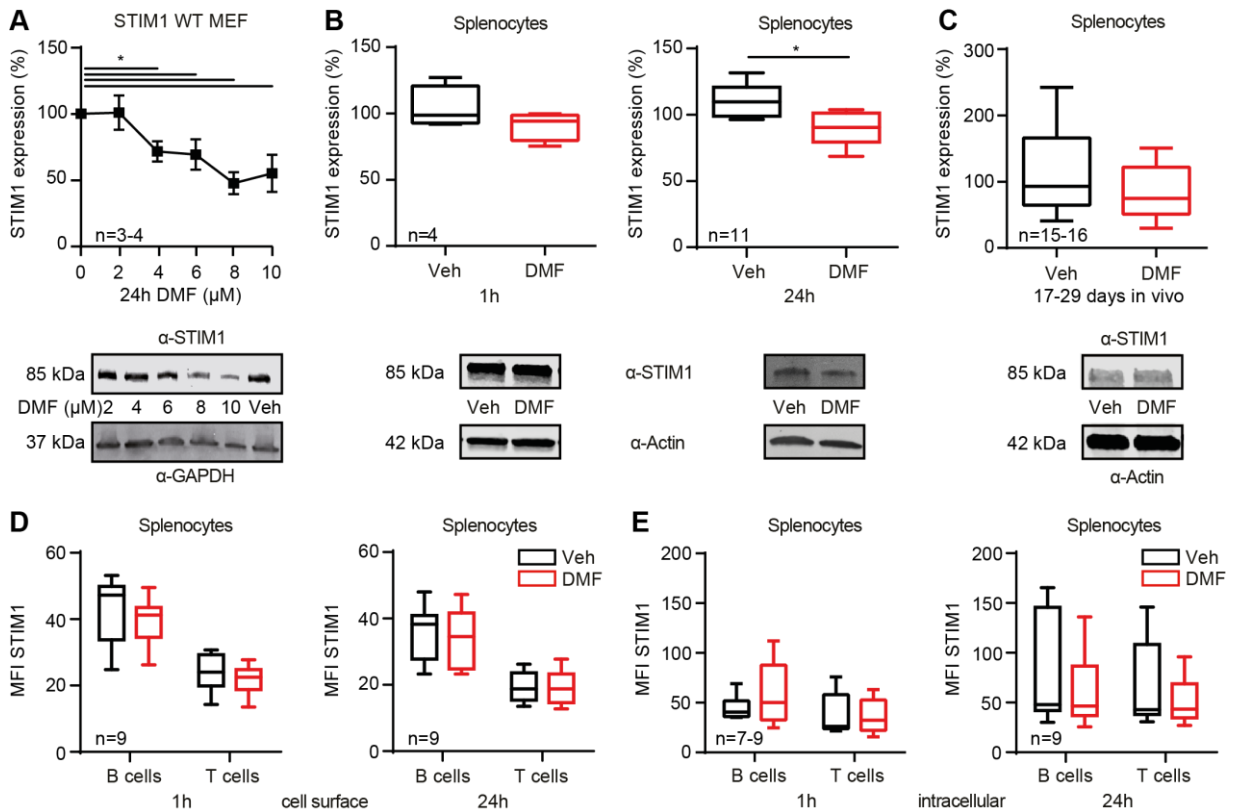 A
STIM1 WT MEF
STIM1 expression (%)
150
100
50
0
*
n=3-4
0 2 4 6 8 10
24h DMF (µM)
α-STIM1
85 kDa
DMF (µM) 2 4 6 8 10 Veh
37 kDa
α-GAPDH
B
Splenocytes
STIM1 expression (%)
150
100
50
0
n=4
Veh DMF
1h
Splenocytes
STIM1 expression (%)
150
100
50
0
*
n=11
Veh DMF
24h
85 kDa
α-STIM1
Veh DMF
Veh DMF
42 kDa
α-Actin
C
Splenocytes
STIM1 expression (%)
300
200
100
0
n=15-16
Veh DMF
17-29 days in vivo
α-STIM1
85 kDa
Veh DMF
42 kDa
α-Actin
D
Splenocytes
MFI STIM1
60
40
20
0
n=9
B cells T cells
1h
cell surface
Splenocytes
MFI STIM1
60
40
20
0
Veh
DMF
n=9
B cells T cells
24h
E
Splenocytes
MFI STIM1
200
150
100
50
0
n=7-9
B cells T cells
1h
intracellular
Splenocytes
MFI STIM1
200
150
100
50
0
Veh
DMF
n=9
B cells T cells
24h